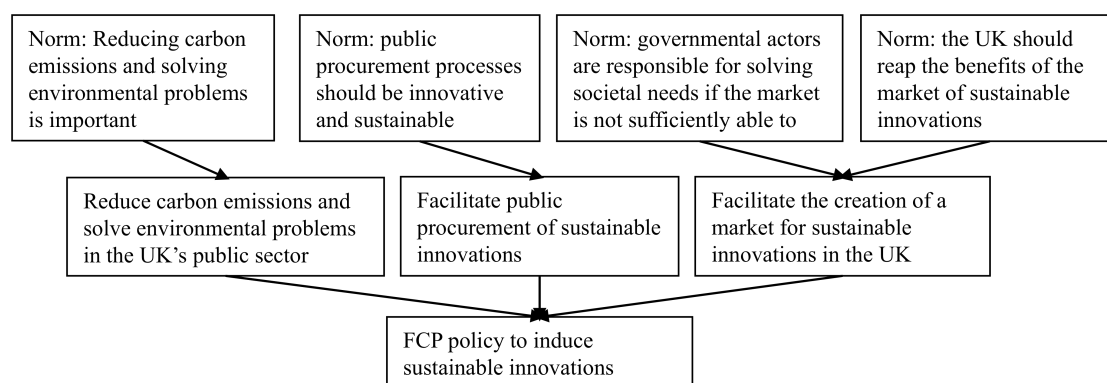 Norm: Reducing carbon
emissions and solving
environmental problems
is important
Norm: public
procurement processes
should be innovative
and sustainable
Norm: governmental actors
are responsible for solving
societal needs if the market
is not sufficiently able to
Norm: the UK should
reap the benefits of the
market of sustainable
innovations
Reduce carbon emissions and
solve environmental problems
in the UK’s public sector
Facilitate public
procurement of sustainable
innovations
Facilitate the creation of a
market for sustainable
innovations in the UK
FCP policy to induce
sustainable innovations